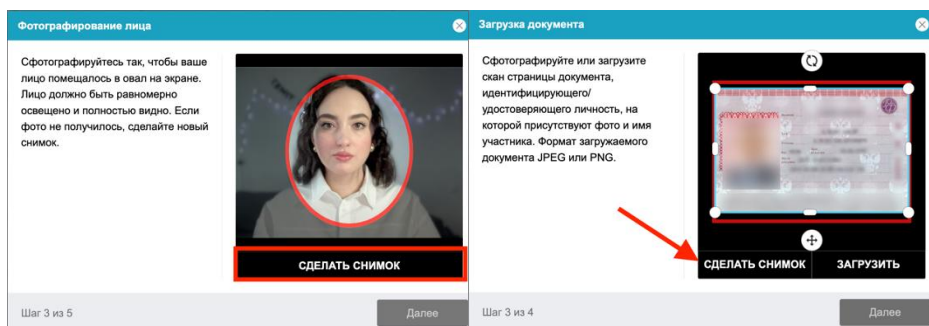 Фотографирование лица
Сфотографируйтесь так, чтобы ваше
лицо помещалось в овал на экране.
Лицо должно быть равномерно
освещено и полностью видно. Если
фото не получилось, сделайте новый
снимок.
СДЕЛАТЬ СНИМОК
Шаг 3 из 5
Далее
Загрузка документа
Сфотографируйте или загрузите
скан страницы документа,
идентифицирующего/
удостоверяющего личность, на
которой присутствуют фото и имя
участника. Формат загружаемого
документа JPEG или PNG.
СДЕЛАТЬ СНИМОК
ЗАГРУЗИТЬ
Шаг 3 из 4
Далее